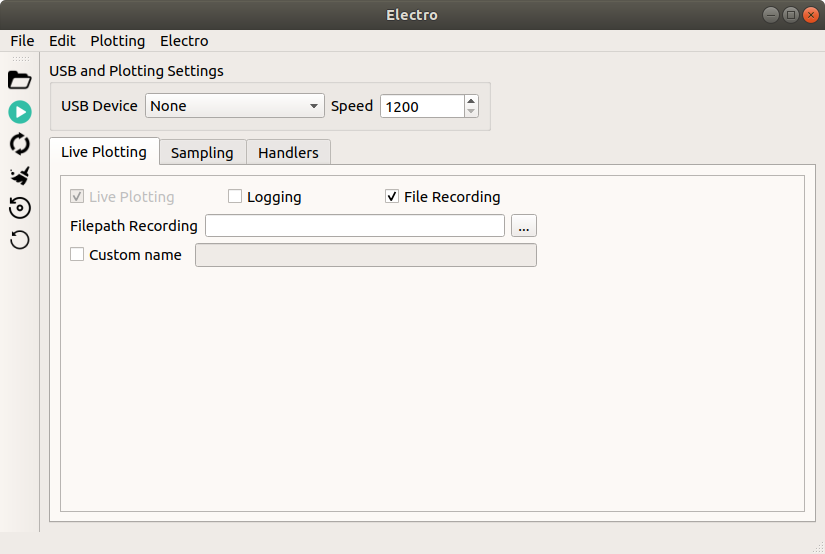 Electro
File Edit Plotting Electro
USB and Plotting Settings
USB Device None Speed 1200
Live Plotting Sampling Handlers
Live Plotting Logging File Recording
Filepath Recording ...
Custom name